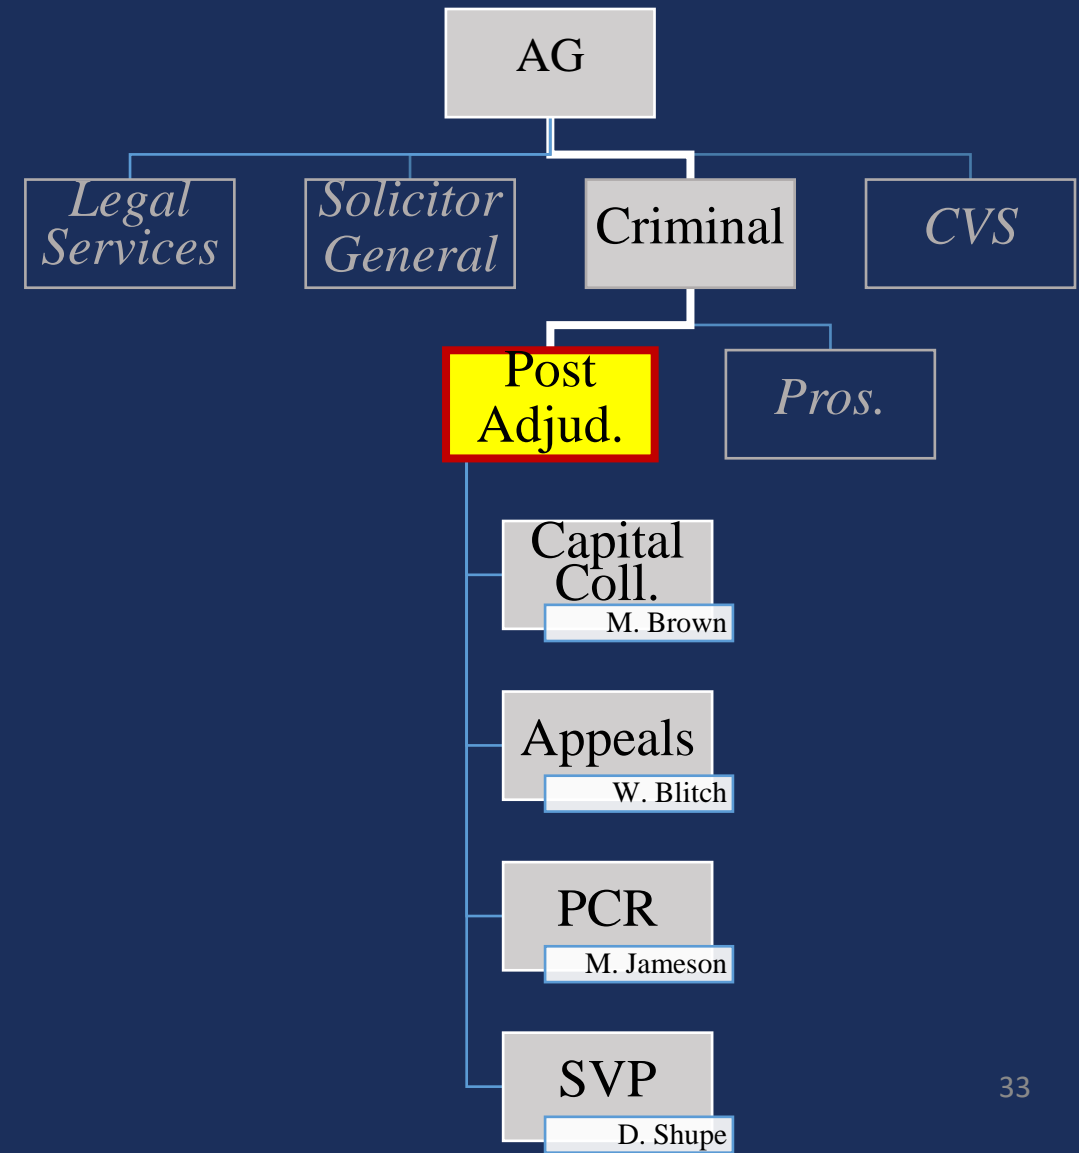 AG
Legal
Services
Solicitor
General
Criminal
CVS
Post
Adjud.
Pros.
Capital
Coll.
M. Brown
Appeals
W. Blitch
PCR
M. Jameson
SVP
D. Shupe
33